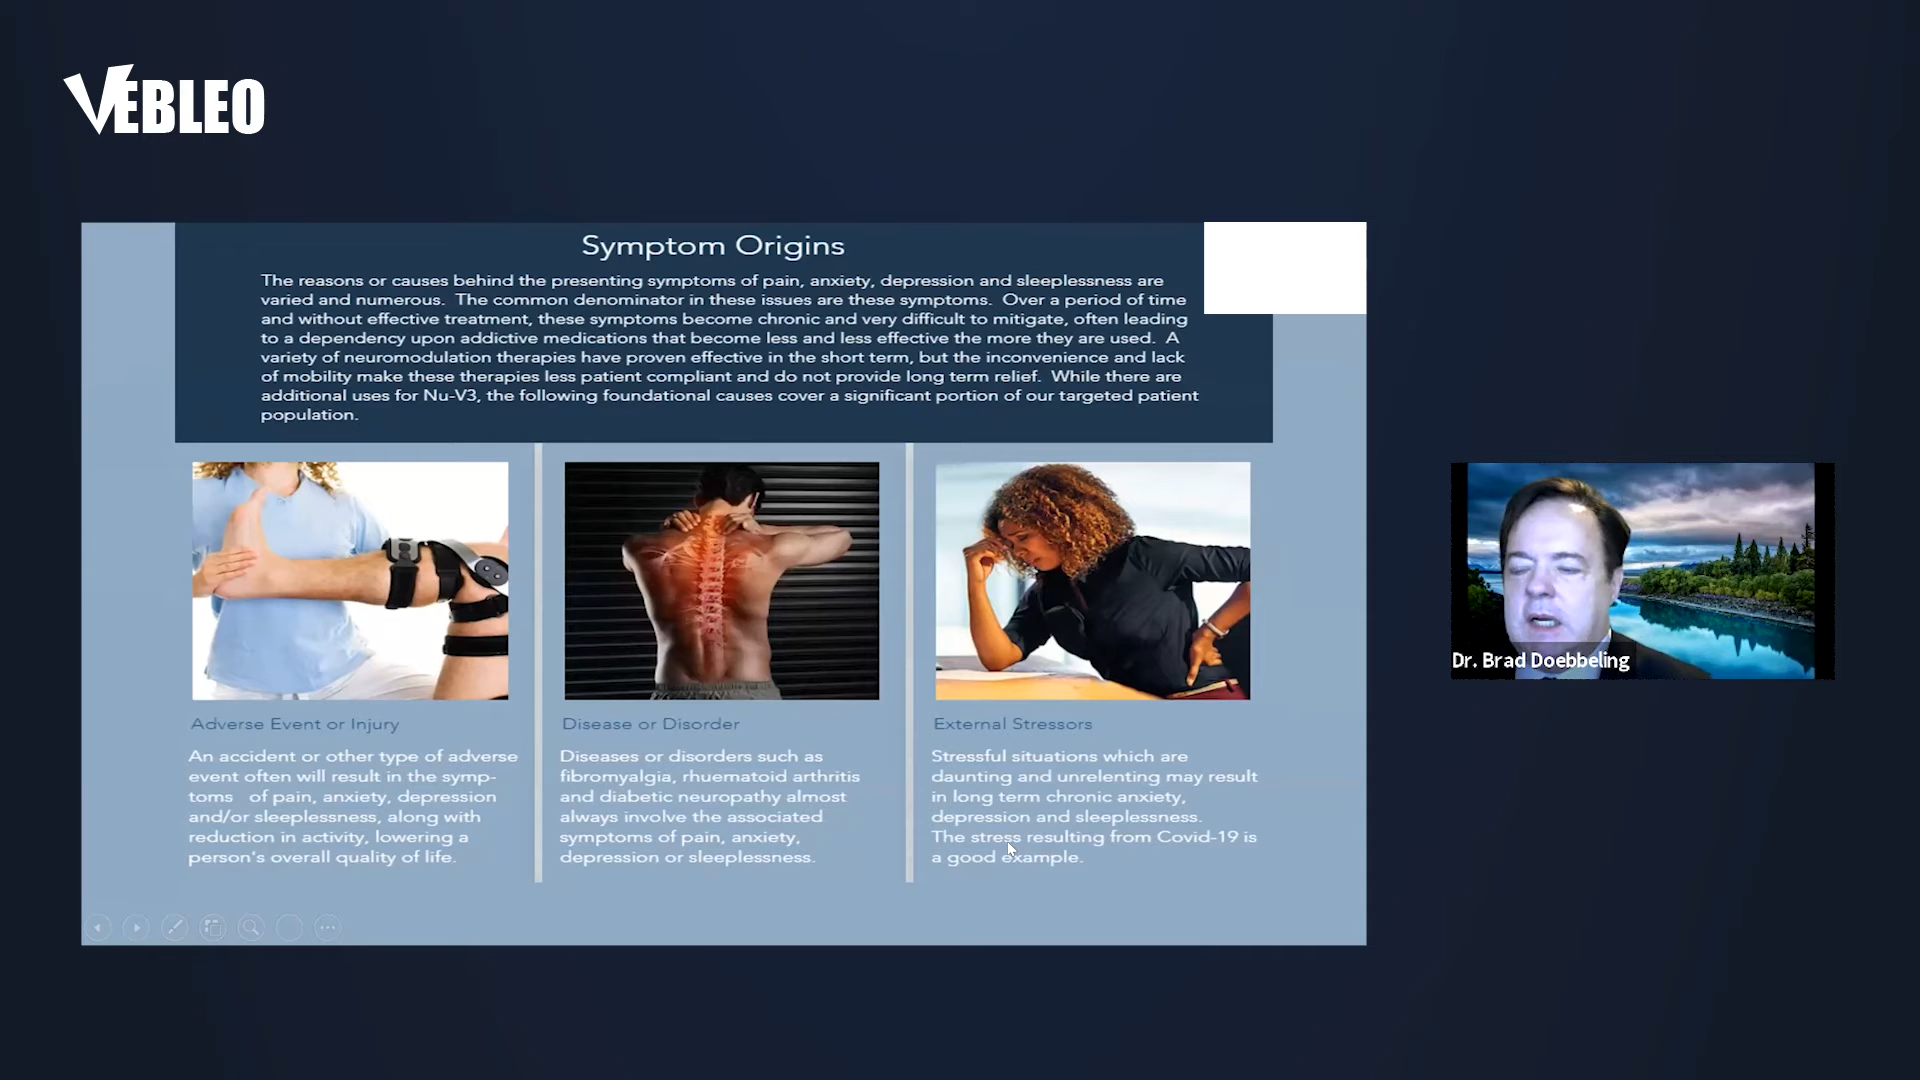 VEBLEO
Symptom Origins
The reasons or causes behind the presenting symptoms of pain, anxiety, depression and sleeplessness are
varied and numerous.  The common denominator in these issues are these symptoms.  Over a period of time
and without effective treatment, these symptoms become chronic and very difficult to mitigate, often leading
to a dependency upon addictive medications that become less and less effective the more they are used.  A
variety of neuromodulation therapies have proven effective in the short term, but the inconvenience and lack
of mobility make these therapies less patient compliant and do not provide long term relief.  While there are
additional uses for Nu-V3, the following foundational causes cover a significant portion of our targeted patient
population.
Adverse Event or Injury
An accident or other type of adverse
event often will result in the symp-
toms  of pain, anxiety, depression
and/or sleeplessness, along with
reduction in activity, lowering a
person's overall quality of life.
Disease or Disorder
Diseases or disorders such as
fibromyalgia, rhuematoid arthritis
and diabetic neuropathy almost
always involve the associated
symptoms of pain, anxiety,
depression or sleeplessness.
External Stressors
Stressful situations which are
daunting and unrelenting may result
in long term chronic anxiety,
depression and sleeplessness.
The stress resulting from Covid-19 is
a good example.
Dr. Brad Doebbeling